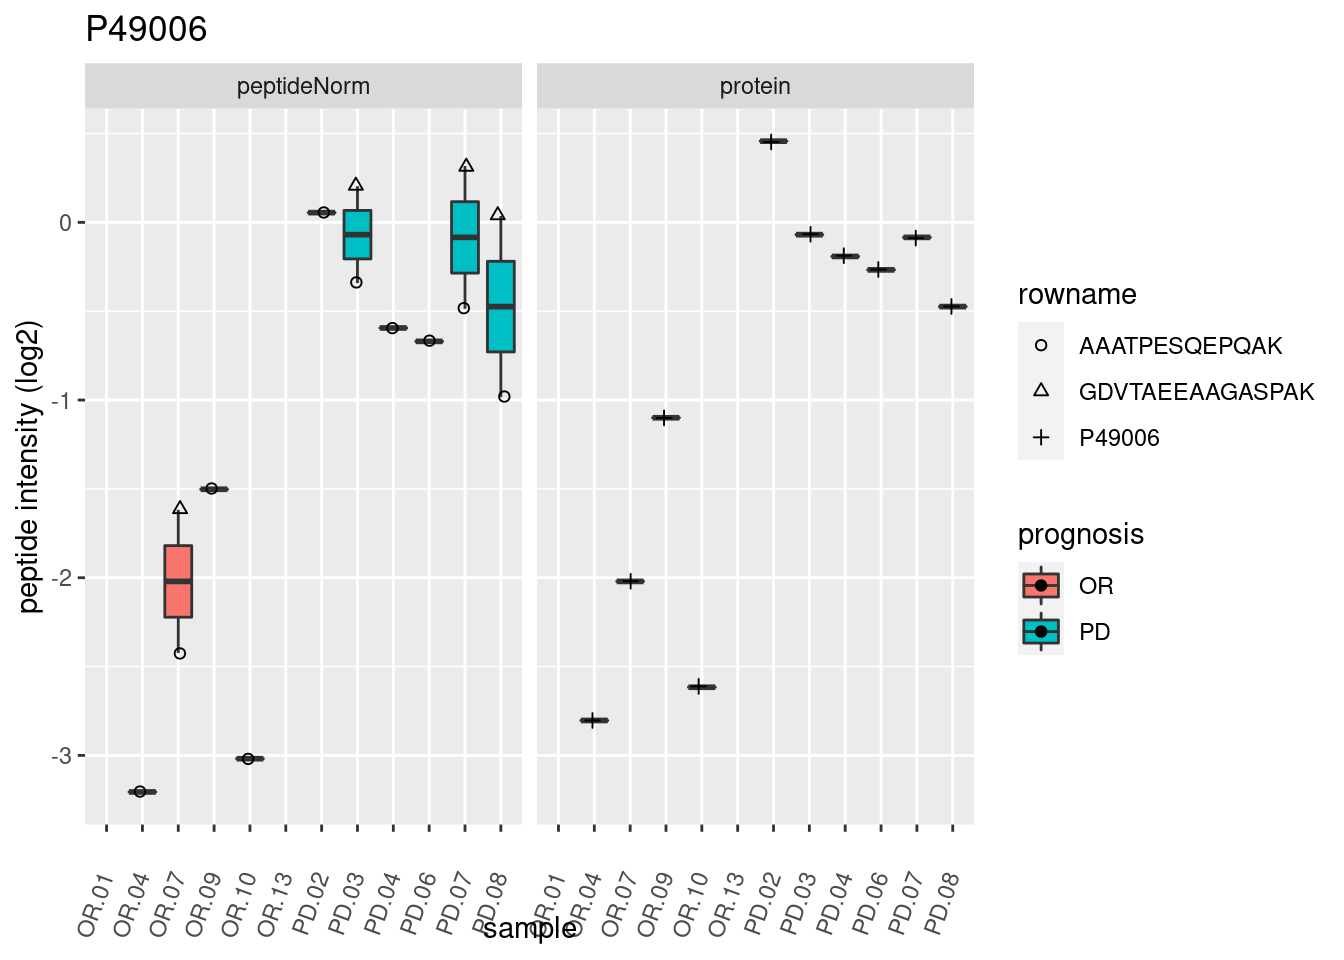 P49006
peptideNorm
protein
peptide intensity (log2)
0
-1
-2
-3
OR.01
OR.04
OR.07
OR.09
OR.10
OR.13
PD.02
PD.03
PD.04
PD.06
PD.07
PD.08
OR.01
OR.04
OR.07
OR.09
OR.10
OR.13
PD.02
PD.03
PD.04
PD.06
PD.07
PD.08
sample
rowname
AAATPESQEPQAK
GDVTAEEAAGASPAK
P49006
prognosis
OR
PD